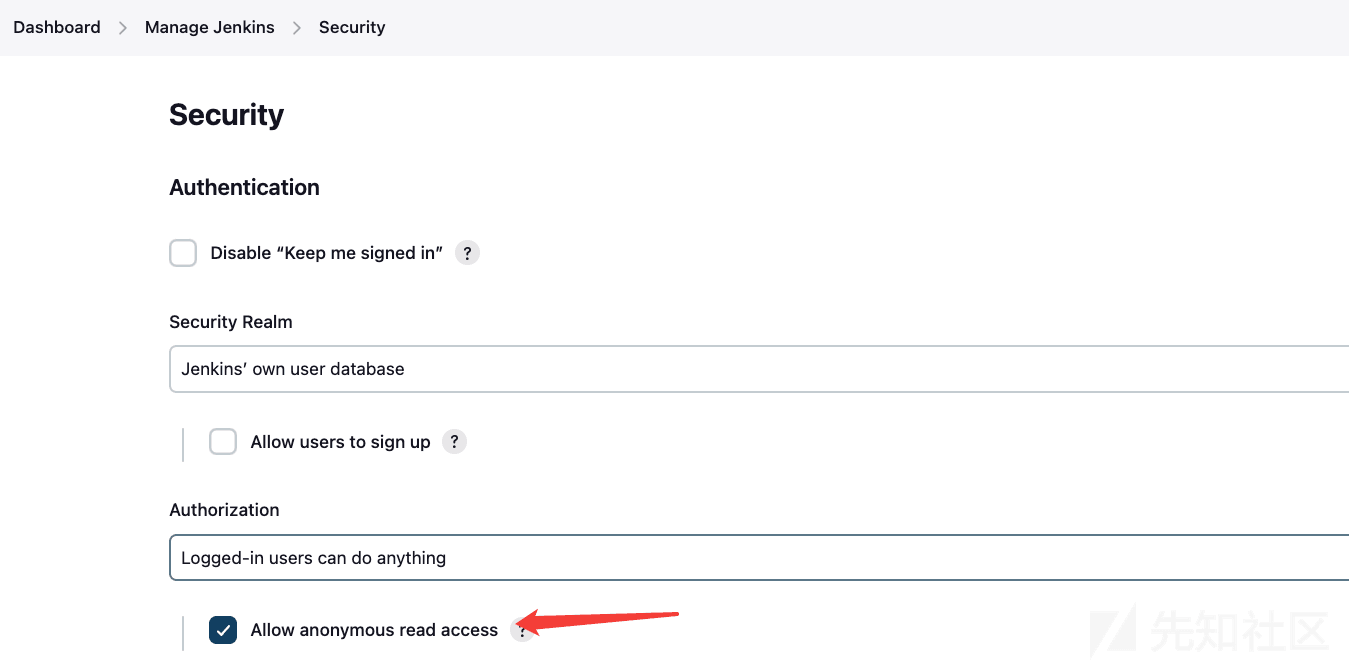 Dashboard > Manage Jenkins > Security
Security
Authentication
Disable “Keep me signed in” ?
Security Realm
Jenkins’ own user database
Allow users to sign up ?
Authorization
Logged-in users can do anything
Allow anonymous read access ?
先知社区